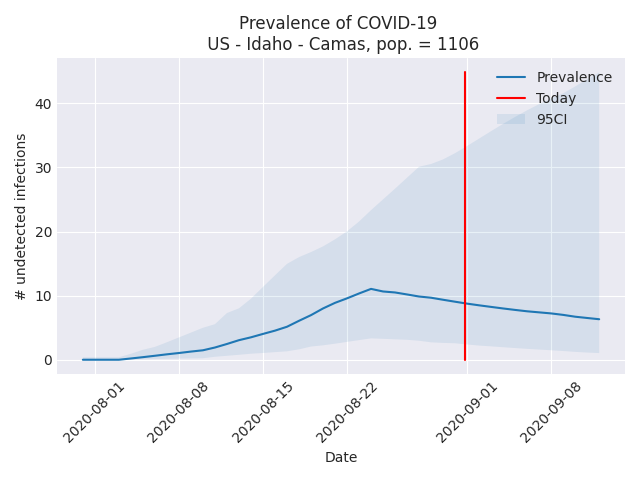 Prevalence of COVID-19
US - Idaho - Camas, pop. = 1106
Prevalence
Today
95CI
# undetected infections
40
30
20
10
0
2020-08-01
2020-08-08
2020-08-15
2020-08-22
2020-09-01
2020-09-08
Date